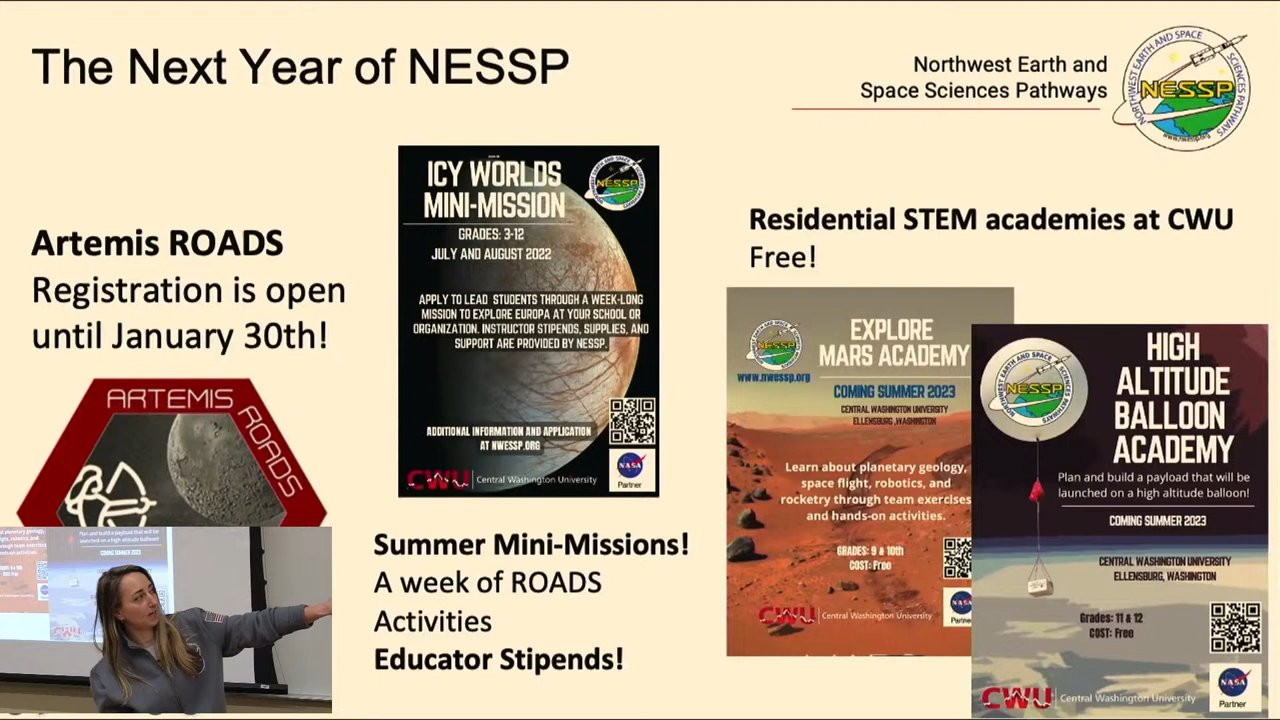 The Next Year of NESSP
Northwest Earth and
Space Sciences Pathways
NORTHWEST EARTH AND SPACE SCIENCES PATHWAYS
NESSP
www.nwessp.org
Artemis ROADS
Registration is open
until January 30th!
ARTEMIS
ROADS
ICY WORLDS
MINI-MISSION
NESSP
GRADES: 3-12
JULY AND AUGUST 2022
APPLY TO LEAD STUDENTS THROUGH A WEEK-LONG
MISSION TO EXPLORE EUROPA AT YOUR SCHOOL OR
ORGANIZATION. INSTRUCTOR STIPENDS, SUPPLIES, AND
SUPPORT ARE PROVIDED BY NESSP.
ADDITIONAL INFORMATION AND APPLICATION
AT NWESSP.ORG
CWU Central Washington University
NASA
Partner
Summer Mini-Missions!
A week of ROADS
Activities
Educator Stipends!
Residential STEM academies at CWU
Free!
NESSP
www.nwessp.org
EXPLORE
MARS ACADEMY
COMING SUMMER 2023
CENTRAL WASHINGTON UNIVERSITY
ELLENSBURG, WASHINGTON
Learn about planetary geology,
space flight, robotics, and
rocketry through team exercises
and hands-on activities.
GRADES: 9 & 10th
COST: Free
CWU Central Washington University
NESSP
HIGH
ALTITUDE
BALLOON
ACADEMY
Plan and build a payload that will be
launched on a high altitude balloon!
COMING SUMMER 2023
CENTRAL WASHINGTON UNIVERSITY
ELLENSBURG, WASHINGTON
Grades: 11 & 12
COST: Free
CWU Central Washington University
NASA
Partner